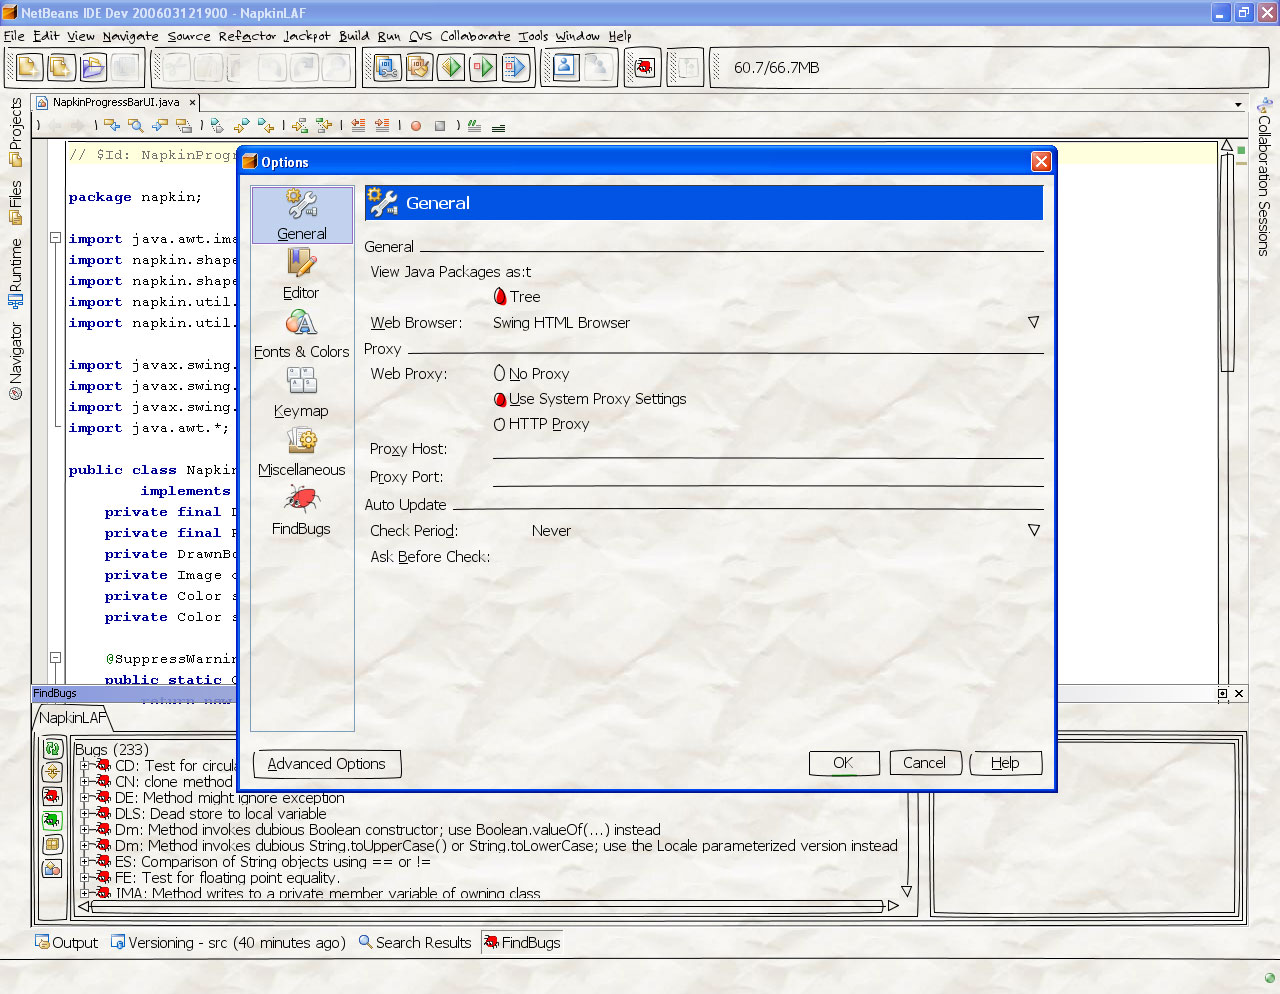 NetBeans IDE Dev 200603121900 - NapkinLAF
File Edit View Navigate Source Refactor Jackpot Build Run CVS Collaborate Tools Window Help
60.7/66.7MB
Projects
Files
Runtime
Navigator
Collaboration Sessions
NapkinProgressBarUI.java
// $Id: NapkinProgr
package napkin;
import java.awt.ima
import napkin.shape
import napkin.shape
import napkin.util.
import napkin.util.
import javax.swing.
import javax.swing.
import javax.swing.
import java.awt.*;
public class Napkin
implements
private final
private final
private DrawnBo
private Image
private Color s
private Color s
@SuppressWarnin
public static
return new
Options
General
Editor
Fonts & Colors
Keymap
Miscellaneous
FindBugs
General
General
View Java Packages as:t
Tree
Web Browser: Swing HTML Browser
Proxy
Web Proxy: No Proxy
Use System Proxy Settings
HTTP Proxy
Proxy Host:
Proxy Port:
Auto Update
Check Period: Never
Ask Before Check:
Advanced Options OK Cancel Help
FindBugs
NapkinLAF
Bugs (233)
CD: Test for circula
CN: clone method
DE: Method might ignore exception
DLS: Dead store to local variable
Dm: Method invokes dubious Boolean constructor; use Boolean.valueOf(...) instead
Dm: Method invokes dubious String.toUpperCase() or String.toLowerCase; use the Locale parameterized version instead
ES: Comparison of String objects using == or !=
FE: Test for floating point equality.
IMA: Method writes to a private member variable of owning class
Output Versioning - src (40 minutes ago) Search Results FindBugs